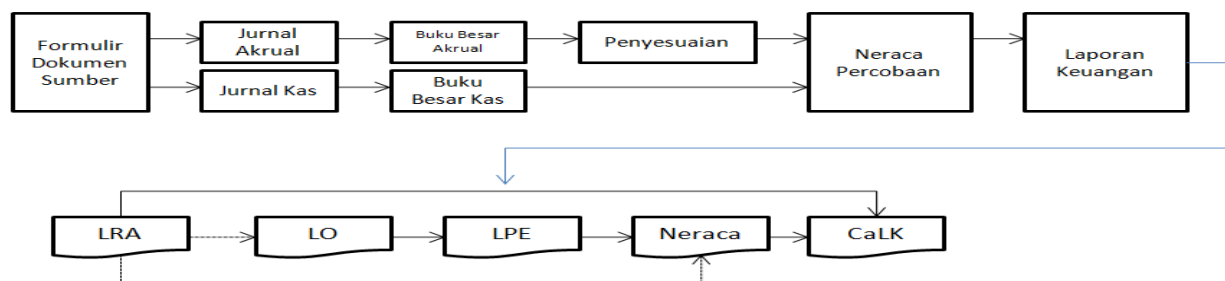 Formulir
Dokumen
Sumber
Jurnal
Akrual
Buku Besar
Akrual
Penyesuaian
Jurnal Kas
Buku
Besar Kas
Neraca
Percobaan
Laporan
Keuangan
LRA
LO
LPE
Neraca
CaLK